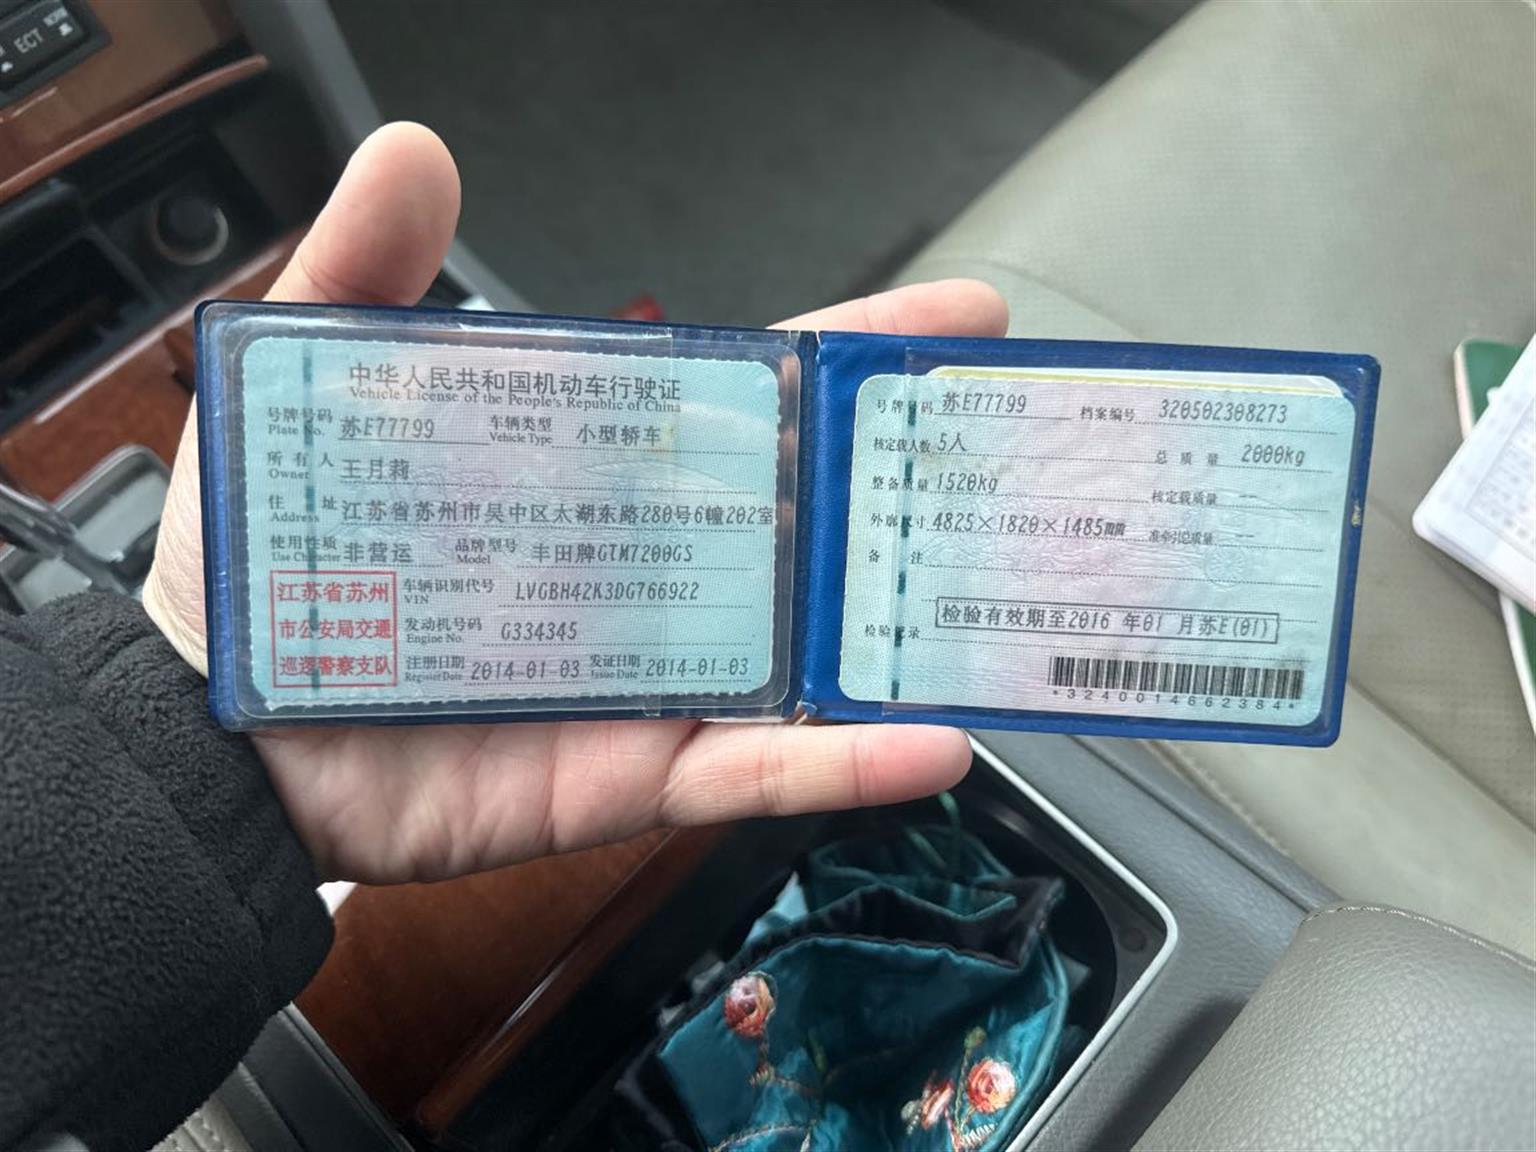 ECT
中华人民共和国机动车行驶证
Vehicle License of the People's Republic of China
号牌号码 苏E77799 车辆类型 小型轿车
Plate No. Vehicle Type
所有人 王月莉
Owner
住址 江苏省苏州市吴中区太湖东路280号6幢202室
Address
使用性质 非营运 品牌型号 丰田牌GTM7200GS
Use Character Model
江苏省苏州
市公安局交通
巡逻警察支队
车辆识别代号 LVGBH42K3DG766922
VIN
发动机号码 G334345
Engine No.
注册日期 2014-01-03 发证日期 2014-01-03
Register Date Issue Date
号牌号码 苏E77799 档案编号 320502308273
核定载人数 5人 总质量 2000kg
整备质量 1520kg 核定载质量 --
外廓尺寸 4825×1820×1485mm 准牵引总质量 --
备注
检验有效期至2016 年01 月苏E(01)
检验记录
*3240014662384*